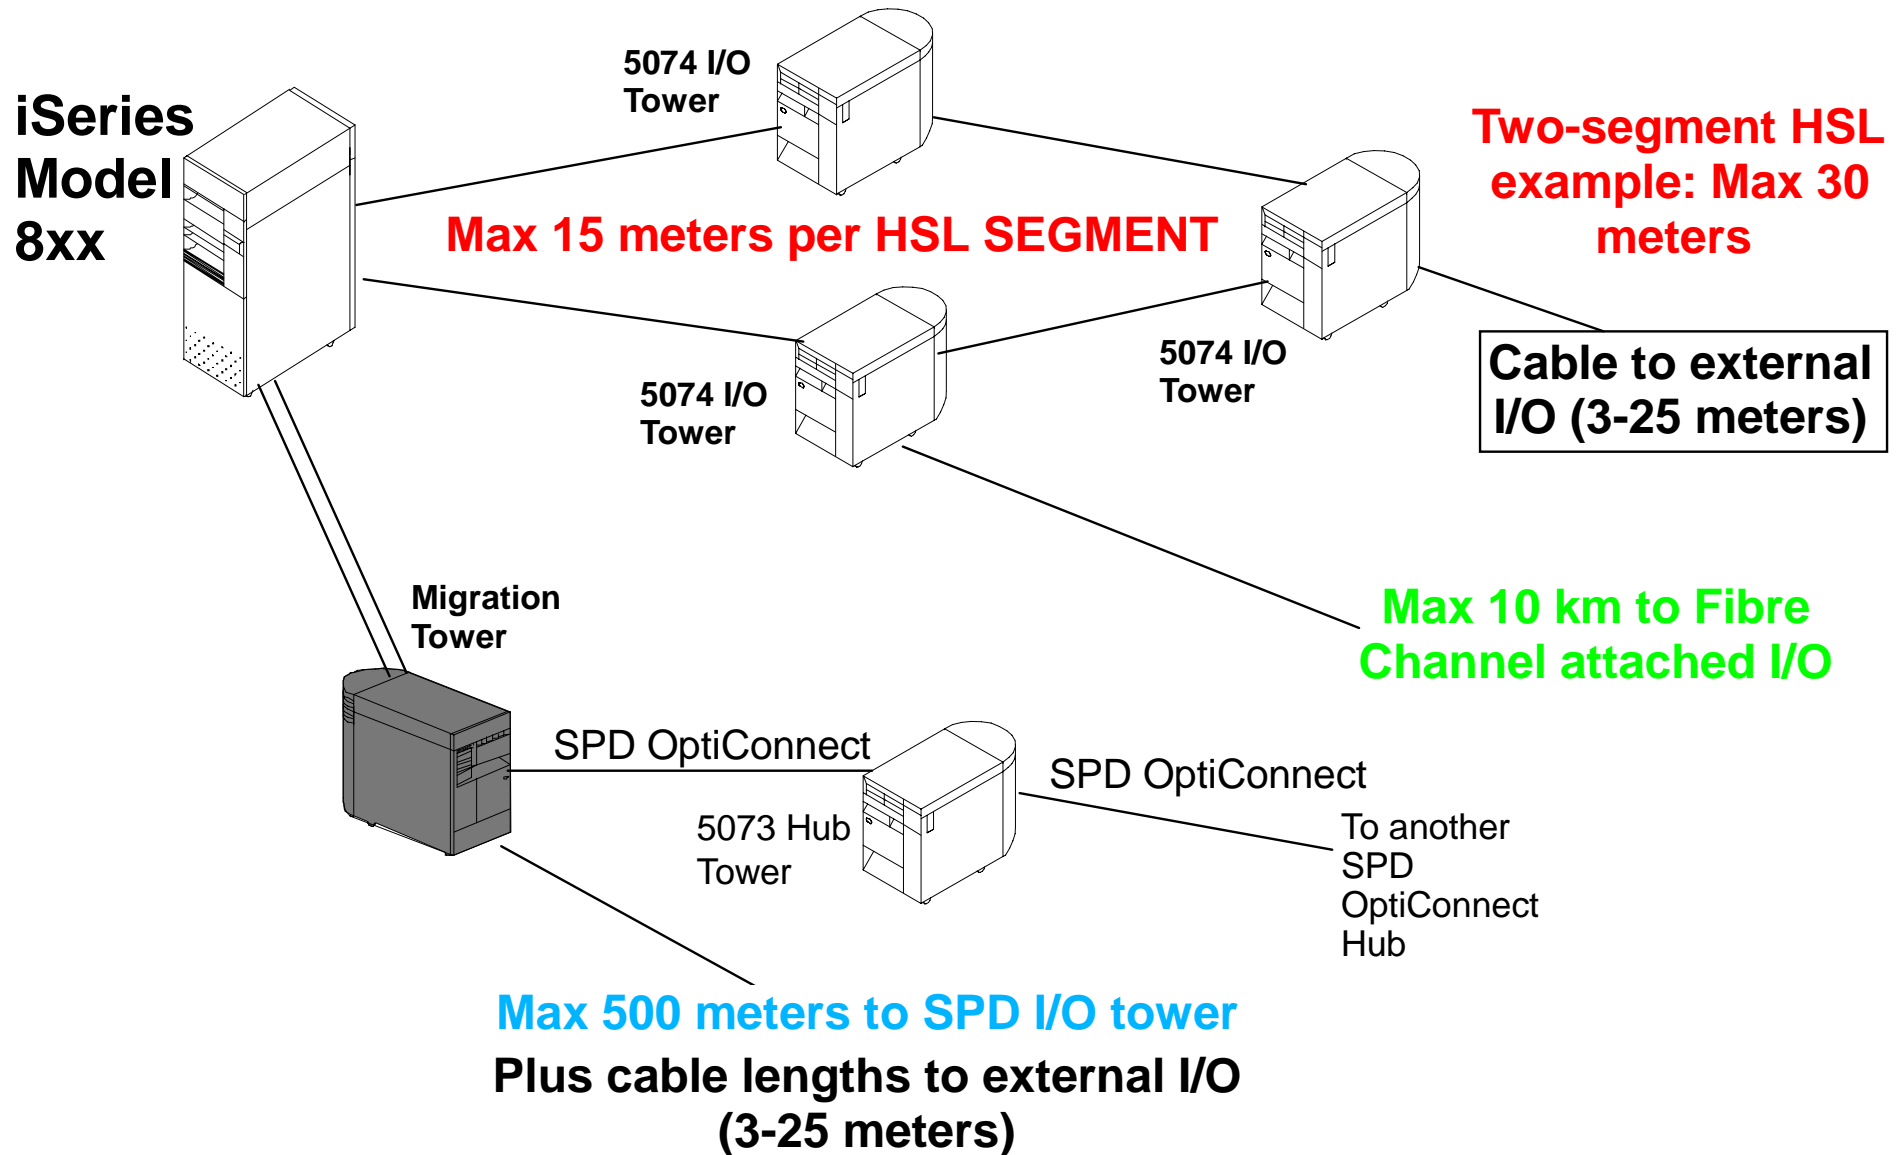 iSeries
Model
8xx
5074 I/O
Tower
Two-segment HSL
example: Max 30
meters
Max 15 meters per HSL SEGMENT
5074 I/O
Tower
5074 I/O
Tower
Cable to external
I/O (3-25 meters)
Migration
Tower
Max 10 km to Fibre
Channel attached I/O
SPD OptiConnect
SPD OptiConnect
5073 Hub
Tower
To another
SPD
OptiConnect
Hub
Max 500 meters to SPD I/O tower
Plus cable lengths to external I/O
(3-25 meters)